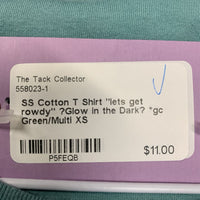 The Tack Collector
558023-1
SS Cotton T Shirt "lets get
rowdy" ?Glow in the Dark? *gc
Green/Multi XS
P5FEQB
$11.00